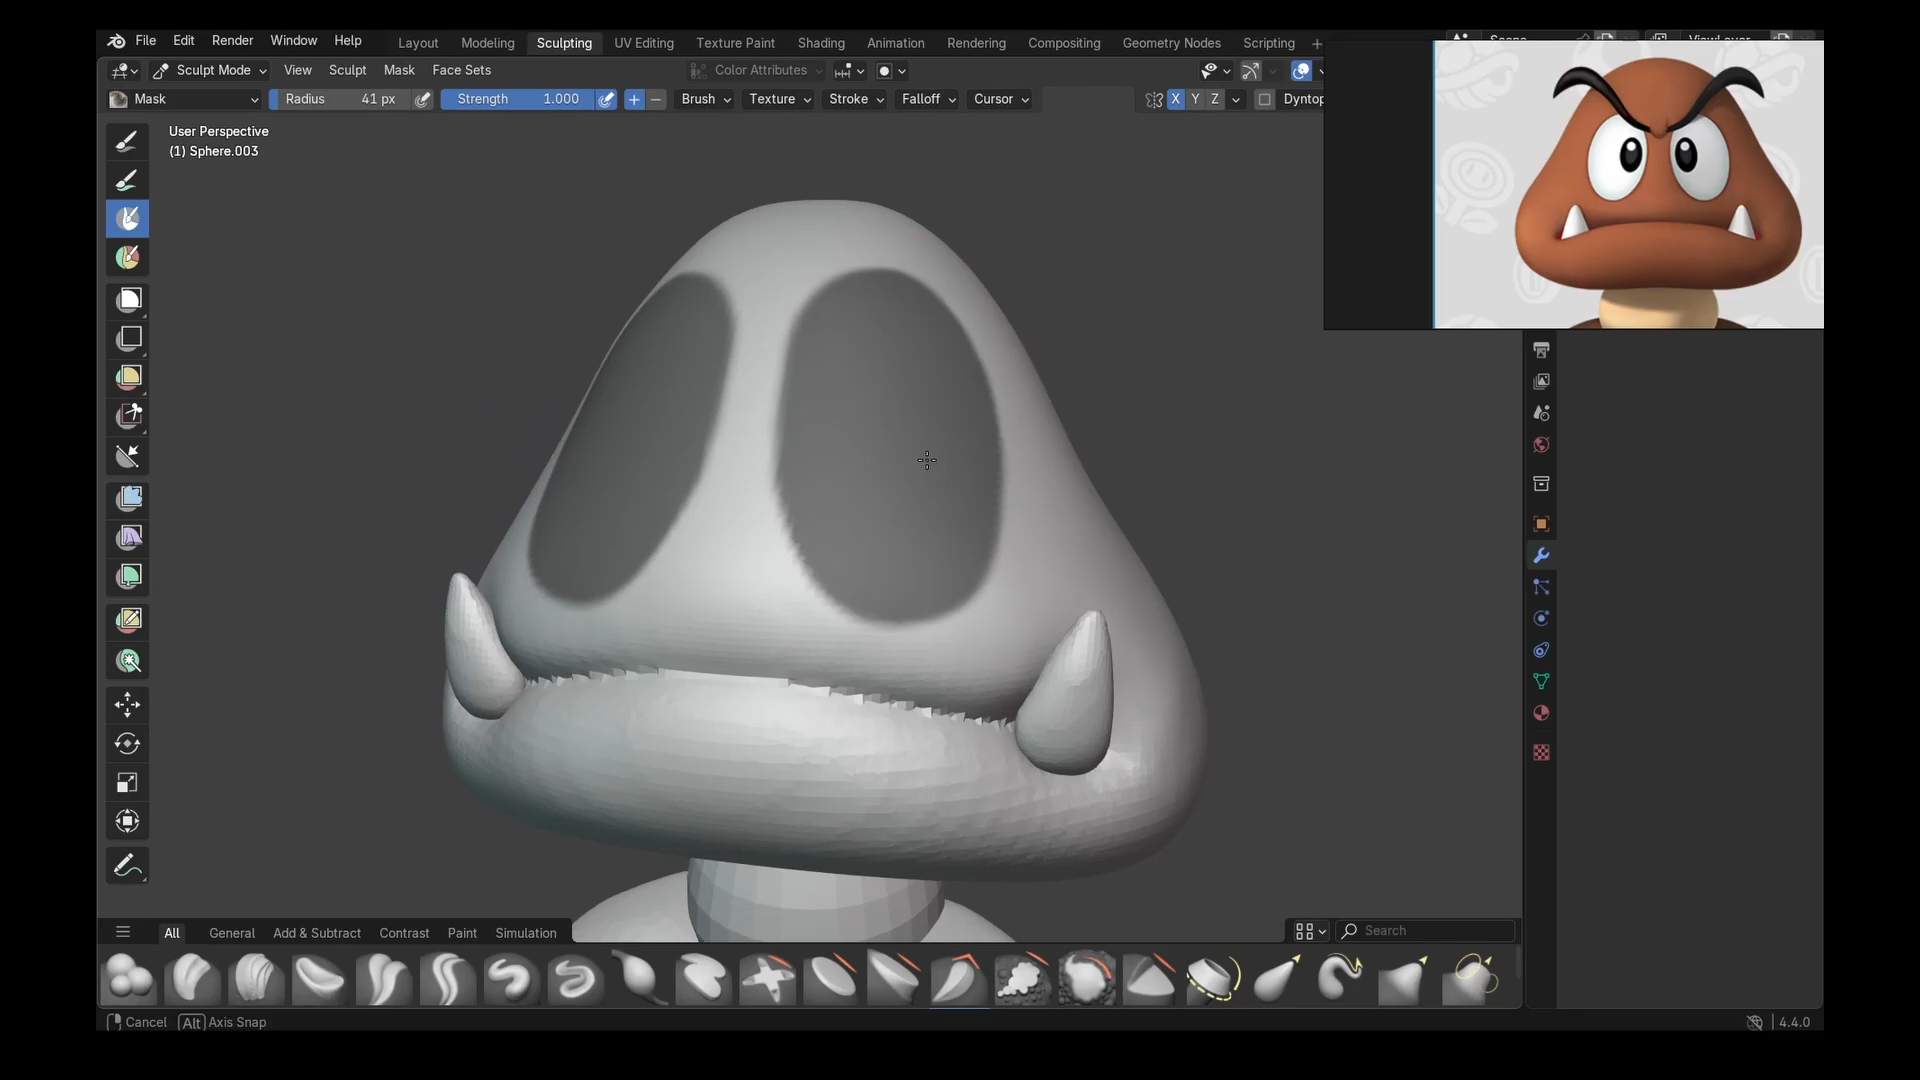 File Edit Render Window Help Layout Modeling Sculpting UV Editing Texture Paint Shading Animation Rendering Compositing Geometry Nodes Scripting + Scene ViewLayer
Sculpt Mode View Sculpt Mask Face Sets Color Attributes
Mask Radius 41 px Strength 1.000 Brush Texture Stroke Falloff Cursor X Y Z Dyntop
User Perspective
(1) Sphere.003
All General Add & Subtract Contrast Paint Simulation Search
Cancel Alt Axis Snap 4.4.0